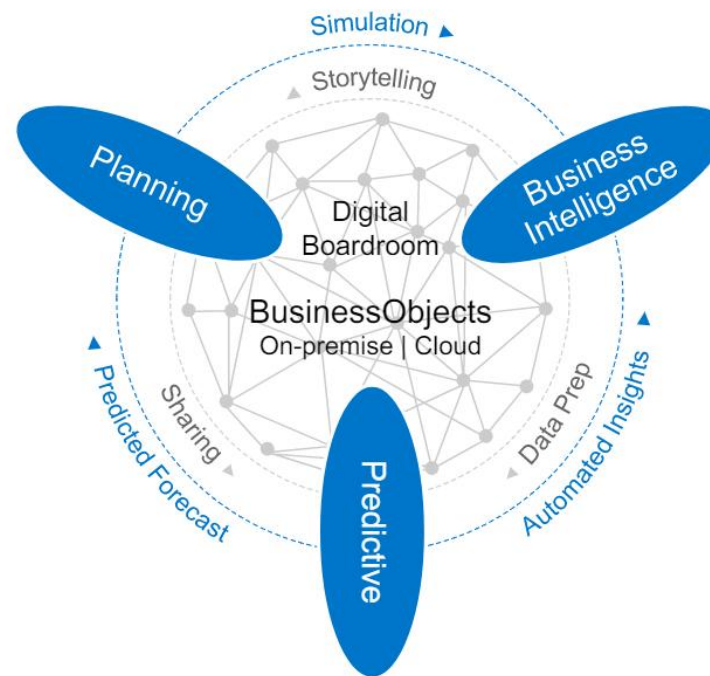 Simulation
Storytelling
Planning
Business
Intelligence
Digital
Boardroom
BusinessObjects
On-premise | Cloud
Predicted Forecast
Sharing
Predictive
Data Prep
Automated Insights